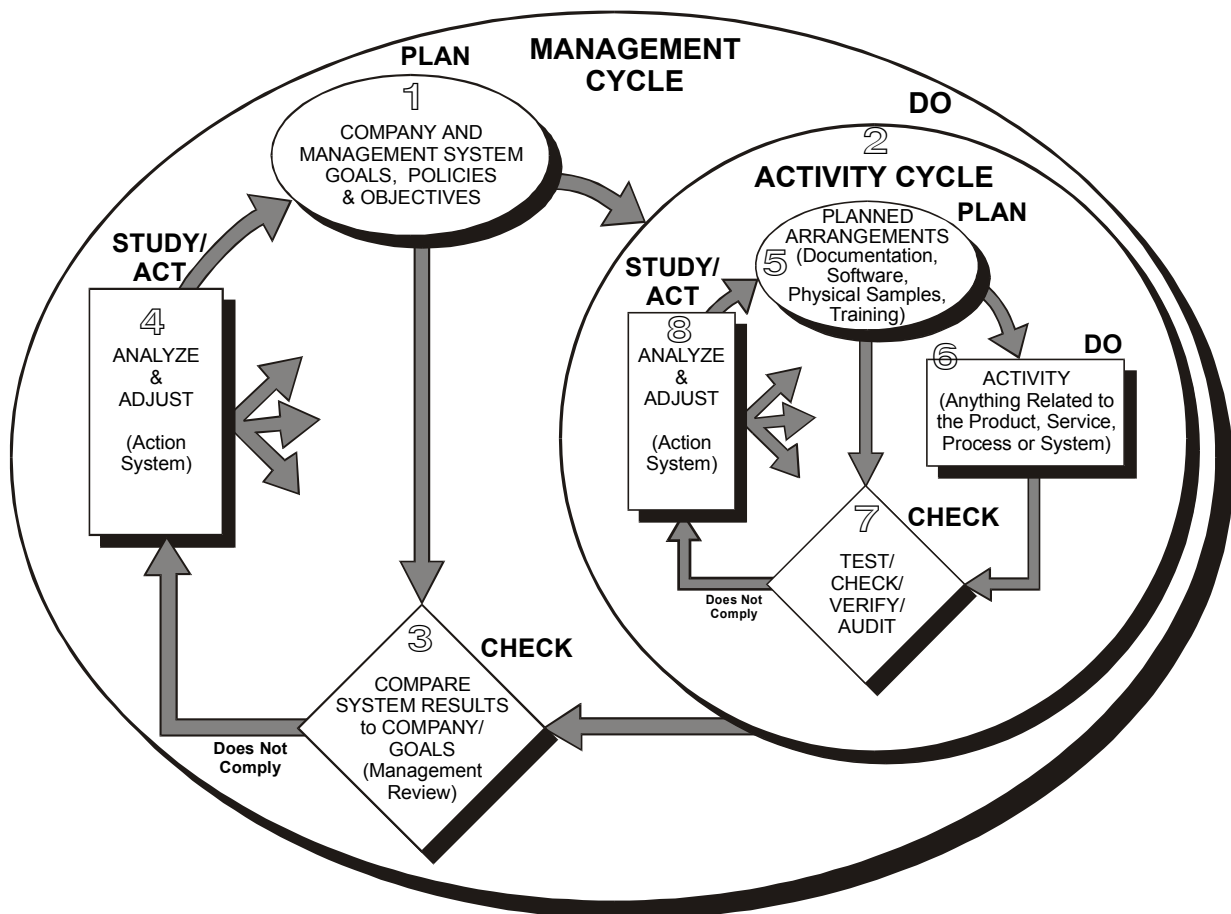 MANAGEMENT
CYCLE
PLAN
1
COMPANY AND
MANAGEMENT SYSTEM
GOALS, POLICIES
& OBJECTIVES
DO
2
ACTIVITY CYCLE
PLAN
5
PLANNED
ARRANGEMENTS
(Documentation,
Software,
Physical Samples,
Training)
DO
6
ACTIVITY
(Anything Related to
the Product, Service,
Process or System)
CHECK
7
TEST/
CHECK/
VERIFY/
AUDIT
Does Not
Comply
STUDY/
ACT
8
ANALYZE
&
ADJUST
(Action
System)
CHECK
3
COMPARE
SYSTEM RESULTS
to COMPANY/
GOALS
(Management
Review)
Does Not
Comply
STUDY/
ACT
4
ANALYZE
&
ADJUST
(Action
System)